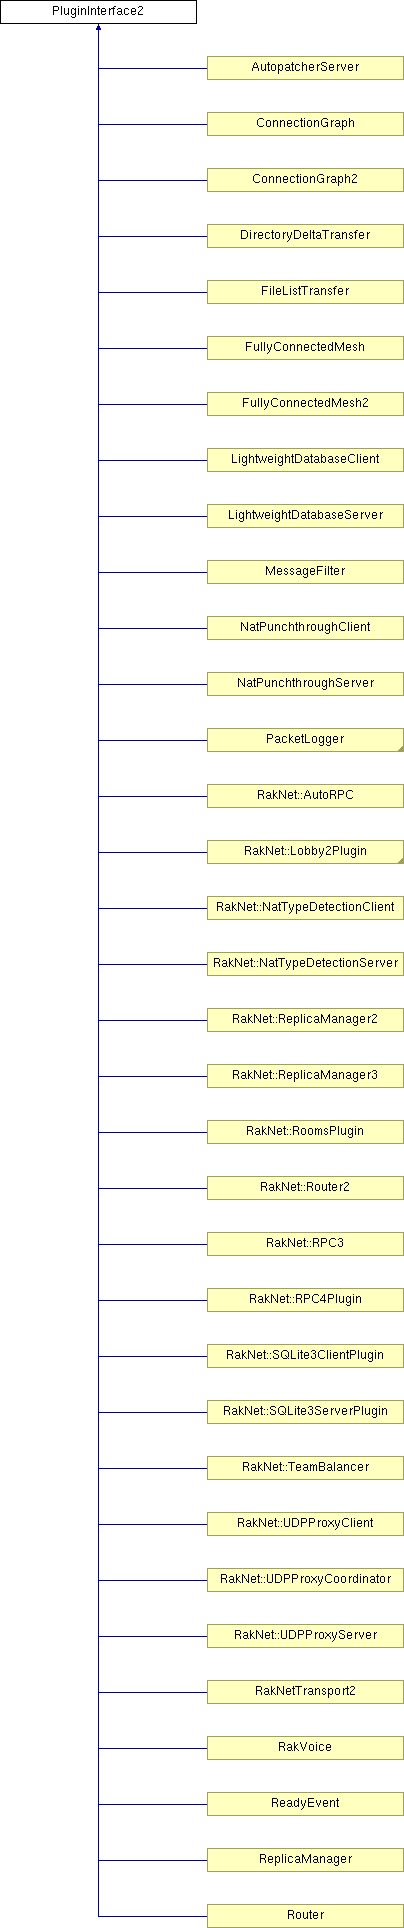 PluginInterface2
AutopatcherServer
ConnectionGraph
ConnectionGraph2
DirectoryDeltaTransfer
FileListTransfer
FullyConnectedMesh
FullyConnectedMesh2
LightweightDatabaseClient
LightweightDatabaseServer
MessageFilter
NatPunchthroughClient
NatPunchthroughServer
PacketLogger
RakNet::AutoRPC
RakNet::Lobby2Plugin
RakNet::NatTypeDetectionClient
RakNet::NatTypeDetectionServer
RakNet::ReplicaManager2
RakNet::ReplicaManager3
RakNet::RoomsPlugin
RakNet::Router2
RakNet::RPC3
RakNet::RPC4Plugin
RakNet::SQLite3ClientPlugin
RakNet::SQLite3ServerPlugin
RakNet::TeamBalancer
RakNet::UDPProxyClient
RakNet::UDPProxyCoordinator
RakNet::UDPProxyServer
RakNetTransport2
RakVoice
ReadyEvent
ReplicaManager
Router